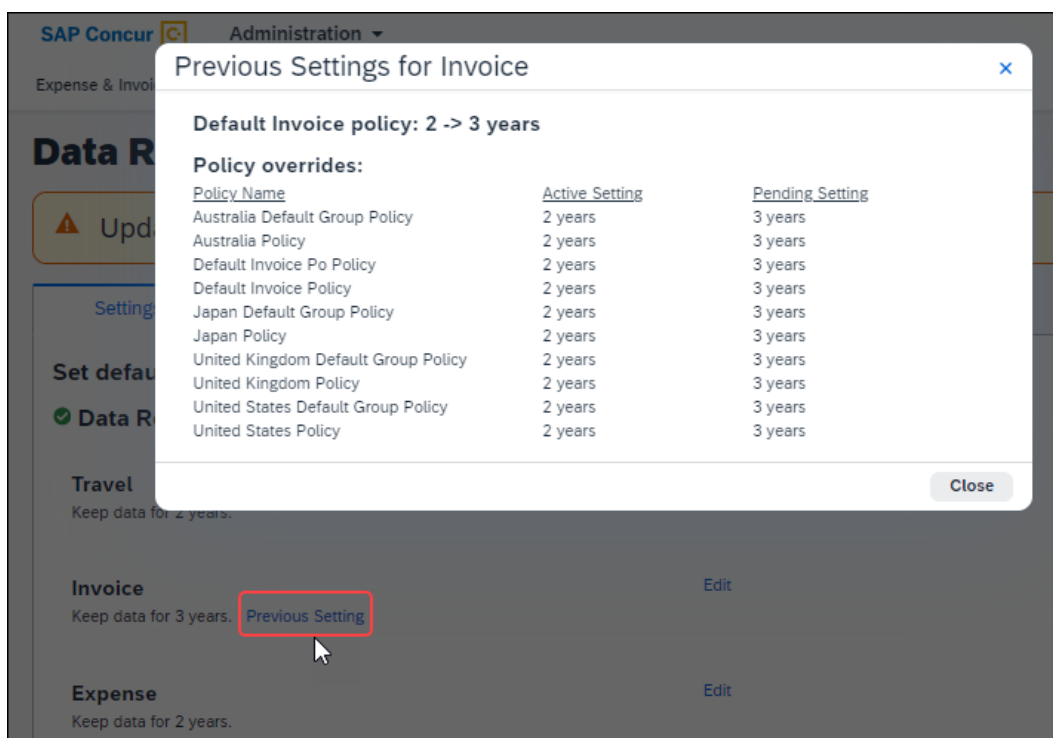 SAP Concur C Administration
Previous Settings for Invoice ×
Expense & Invoi
Default Invoice policy: 2 -> 3 years
Data R
Policy overrides:
Policy Name Active Setting Pending Setting
Australia Default Group Policy 2 years 3 years
Upd
Australia Policy 2 years 3 years
Default Invoice Po Policy 2 years 3 years
Default Invoice Policy 2 years 3 years
Setting
Japan Default Group Policy 2 years 3 years
Japan Policy 2 years 3 years
United Kingdom Default Group Policy 2 years 3 years
Set defau
United Kingdom Policy 2 years 3 years
United States Default Group Policy 2 years 3 years
Data R
United States Policy 2 years 3 years
Travel
Close
Keep data for 2 years.
Invoice Edit
Keep data for 3 years. Previous Setting
Expense Edit
Keep data for 2 years.